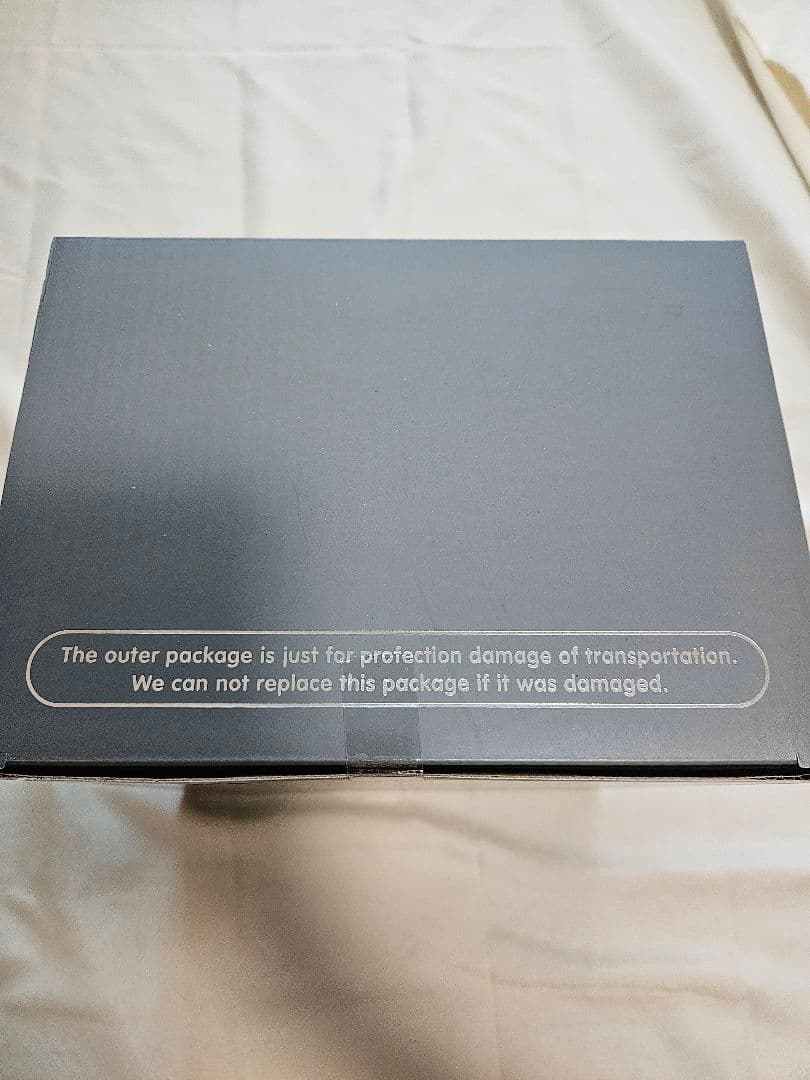 The outer package is just for protection damage of transportation.
We can not replace this package if it was damaged.